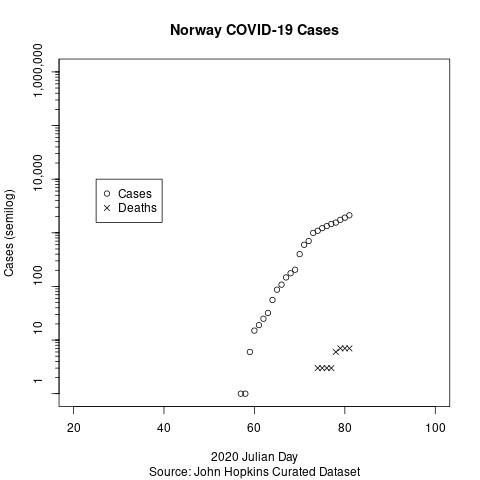 Norway COVID-19 Cases
Cases (semilog)
1,000,000
10,000
100
10
1
Cases
Deaths
20 40 60 80 100
2020 Julian Day
Source: John Hopkins Curated Dataset